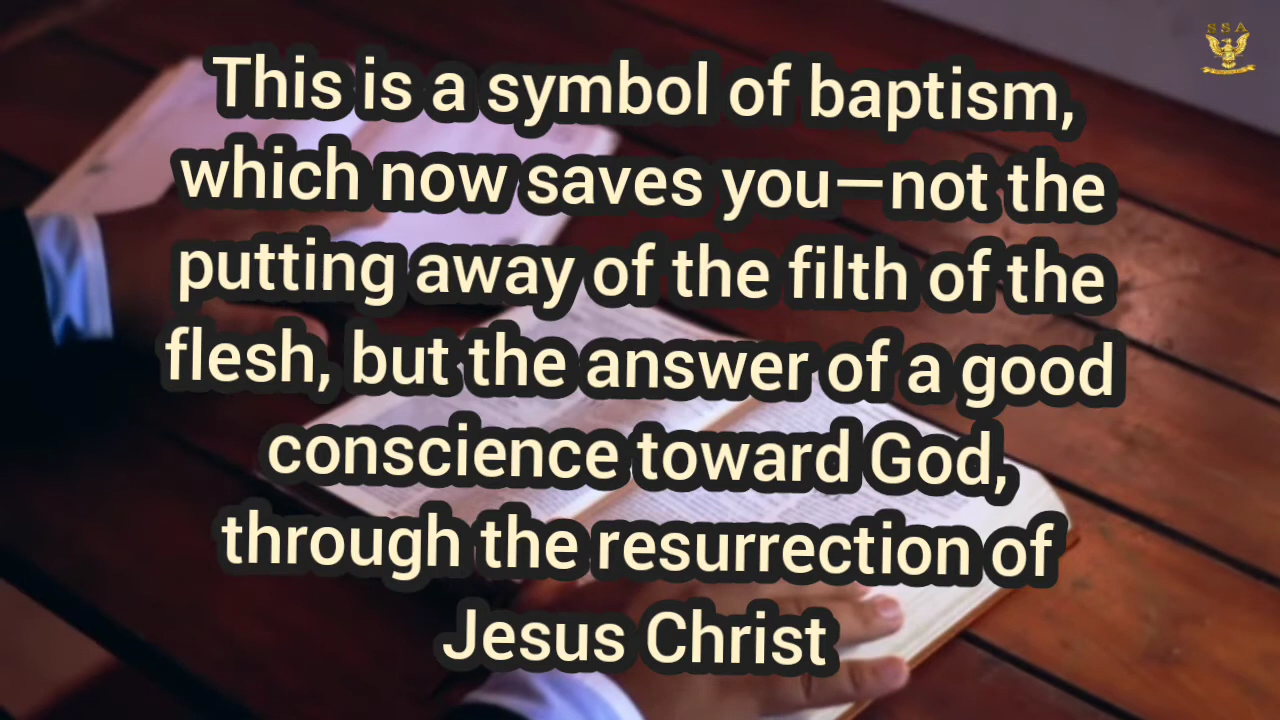 SSA
This is a symbol of baptism,
which now saves you—not the
putting away of the filth of the
flesh, but the answer of a good
conscience toward God,
through the resurrection of
Jesus Christ